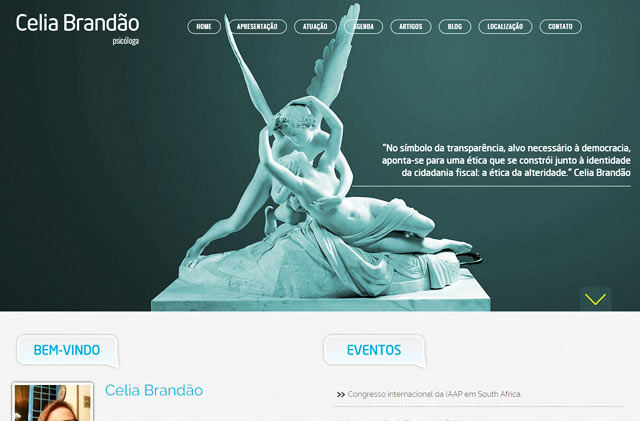 Celia Brandão
psicóloga
HOME APRESENTAÇÃO ATUAÇÃO AGENDA ARTIGOS BLOG LOCALIZAÇÃO CONTATO
"No símbolo da transparência, alvo necessário à democracia,
aponta-se para uma ética que se constrói junto à identidade
da cidadania fiscal: a ética da alteridade." Celia Brandão
BEM-VINDO
EVENTOS
Celia Brandão
Congresso internacional da IAAP em South Africa.